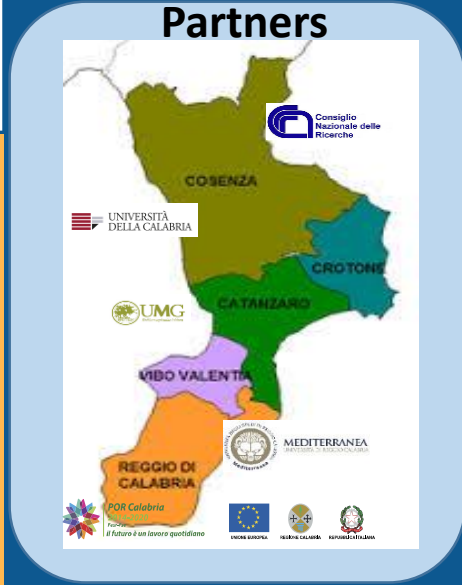 Partners
Consiglio
Nazionale delle
Ricerche
COSENZA
UNIVERSITÀ
DELLA CALABRIA
CROTONE
CATANZARO
UMG
VIBO VALENTIA
MEDITERRANEA
REGGIO DI
CALABRIA
POR Calabria
il futuro è un lavoro quotidiano
UNIONE EUROPEA
REGIONE CALABRIA
REPUBBLICA ITALIANA